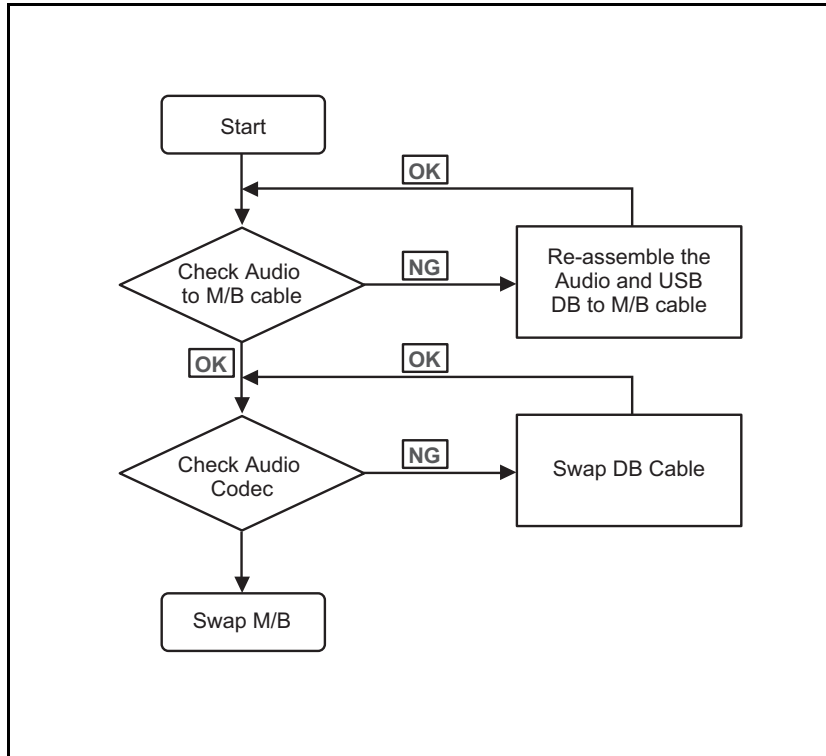 Start
OK
Check Audio
to M/B cable
NG
Re-assemble the
Audio and USB
DB to M/B cable
OK
OK
Check Audio
Codec
NG
Swap DB Cable
Swap M/B